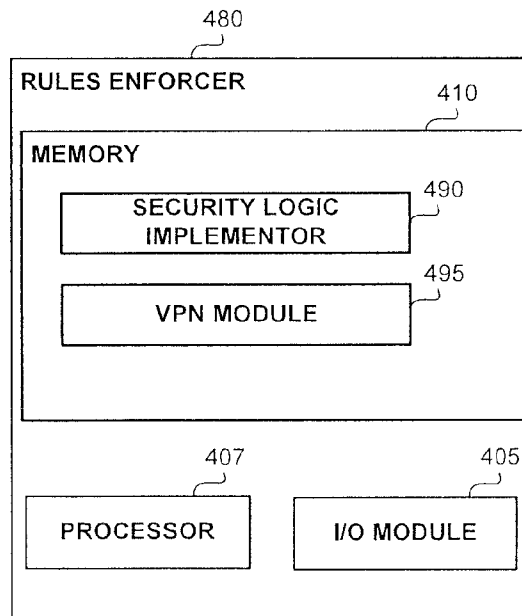 480
RULES ENFORCER
410
MEMORY
490
SECURITY LOGIC
IMPLEMENTOR
495
VPN MODULE
407
405
PROCESSOR
I/O MODULE